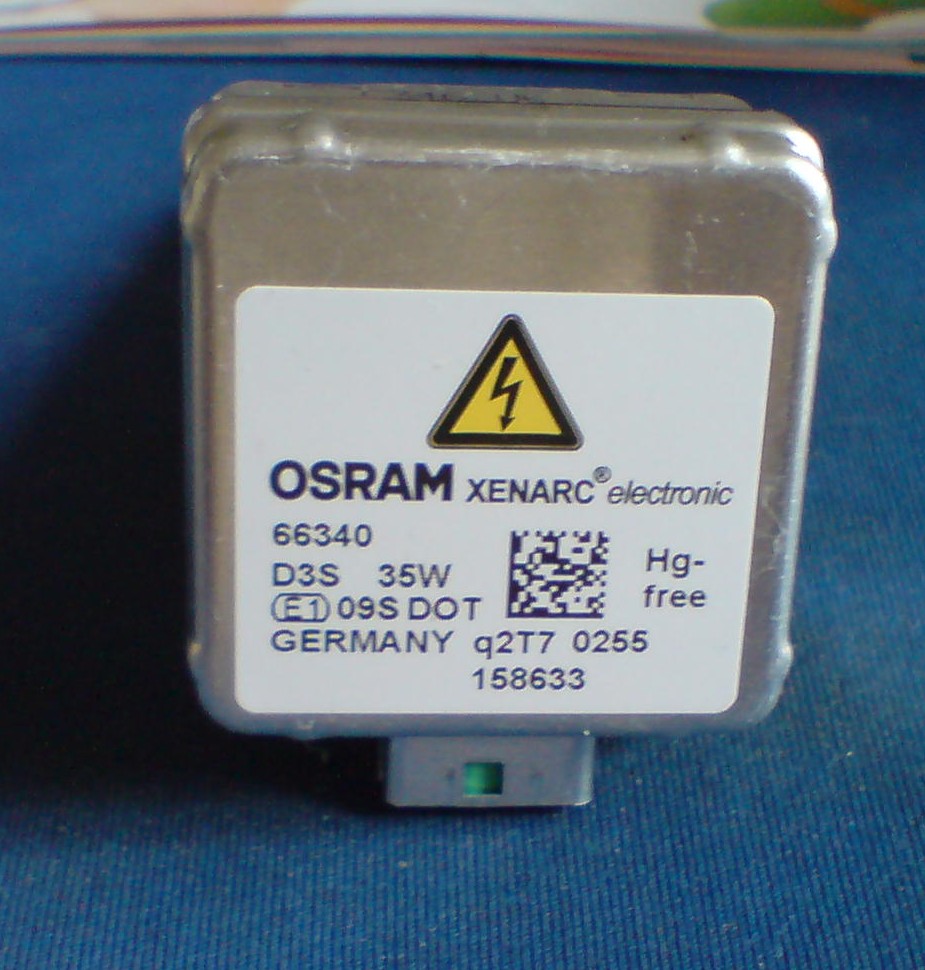 OSRAM XENARC® electronic
66340
D3S 35W
E1 09S DOT
Hg-
free
GERMANY q2T7 0255
158633